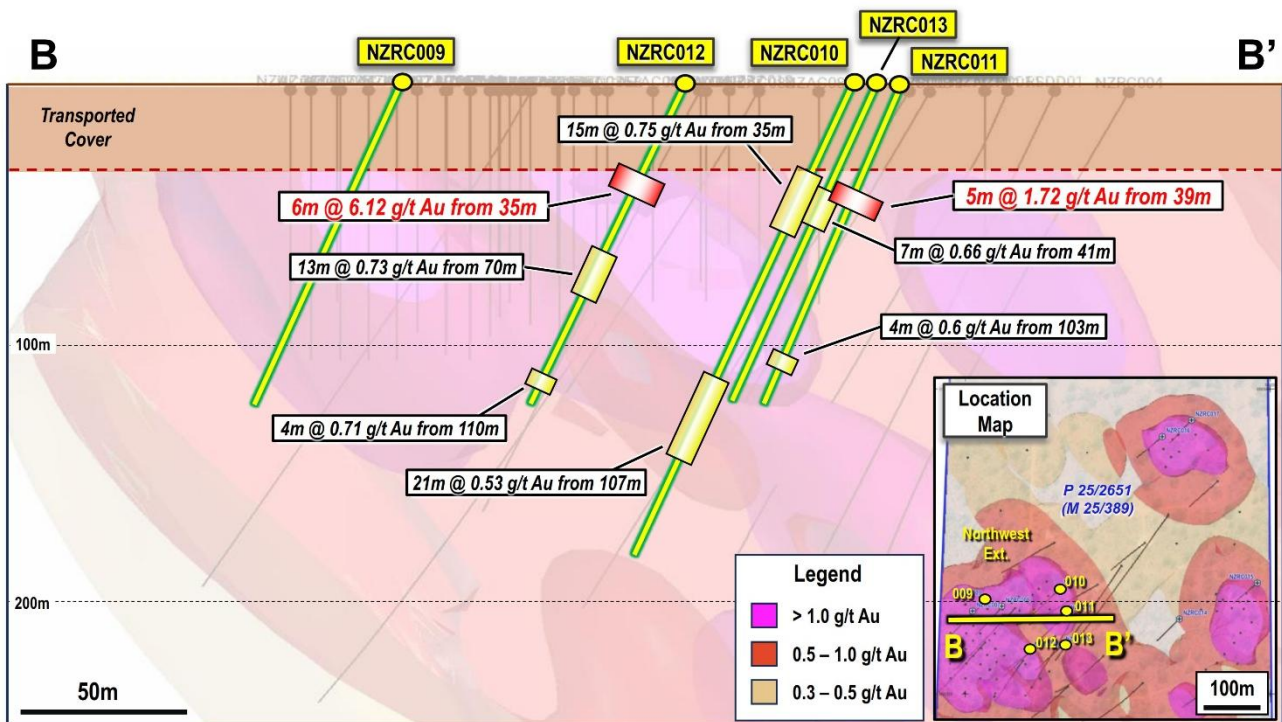 B
NZRC009
NZRC012
NZRC010
NZRC013
NZRC011
B'
Transported
Cover
15m @ 0.75 g/t Au from 35m
6m @ 6.12 g/t Au from 35m
5m @ 1.72 g/t Au from 39m
13m @ 0.73 g/t Au from 70m
7m @ 0.66 g/t Au from 41m
4m @ 0.6 g/t Au from 103m
100m
4m @ 0.71 g/t Au from 110m
21m @ 0.53 g/t Au from 107m
200m
50m
Legend
> 1.0 g/t Au
0.5 – 1.0 g/t Au
0.3 – 0.5 g/t Au
Location
Map
P 25/2651
(M 25/389)
Northwest
Ext.
009
010
011
012
013
B
B'
100m